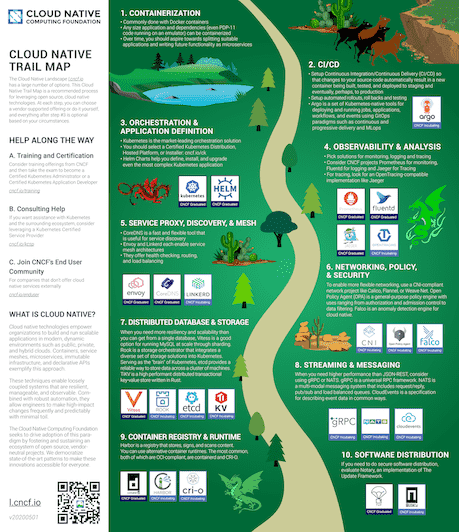 CLOUD NATIVE
COMPUTING FOUNDATION
CLOUD NATIVE
TRAIL MAP
The Cloud Native Landscape
has a large number of options. This Cloud
Native Trail Map is a recommended process
for leveraging open source, cloud native
technologies. At each step, you can choose
a vendor-supported offering or do it yourself,
and everything after step #3 is optional
based on your circumstances.
HELP ALONG THE WAY
A. Training and Certification
Consider training offerings from CNCF
and then take the exam to become a
Certified Kubernetes Administrator or a
Certified Kubernetes Application Developer
cncf.io/training
B. Consulting Help
If you want assistance with Kubernetes
and the surrounding ecosystem, consider
leveraging a Kubernetes Certified
Service Provider
cncf.io/kcsp
C. Join CNCF's End User
Community
For companies that don't offer cloud
native services externally
cncf.io/enduser
WHAT IS CLOUD NATIVE?
Cloud native technologies empower
organizations to build and run scalable
applications in modern, dynamic
environments such as public, private,
and hybrid clouds. Containers, service
meshes, microservices, immutable
infrastructure, and declarative APIs
exemplify this approach.
These techniques enable loosely
coupled systems that are resilient,
manageable, and observable. Com-
bined with robust automation, they
allow engineers to make high-impact
changes frequently and predictably
with minimal toil.
The Cloud Native Computing Foundation
seeks to drive adoption of this para-
digm by fostering and sustaining an
ecosystem of open source, vendor-
neutral projects. We democratize
state-of-the-art patterns to make these
innovations accessible for everyone.
l.cncf.io
v20200501
1. CONTAINERIZATION
• Commonly done with Docker containers
• Any size application and dependencies (even PDP-11
code running on an emulator) can be containerized
• Over time, you should aspire towards splitting suitable
applications and writing future functionality as microservices
2. CI/CD
• Setup Continuous Integration/Continuous Delivery (CI/CD) so
that changes to your source code automatically result in a new
container being built, tested, and deployed to staging and
eventually, perhaps, to production
• Setup automated rollouts, roll backs and testing
• Argo is a set of Kubernetes-native tools for
deploying and running jobs, applications,
workflows, and events using GitOps
paradigms such as continuous and
progressive delivery and MLops
argo
CNCF Incubating
3. ORCHESTRATION &
APPLICATION DEFINITION
• Kubernetes is the market-leading orchestration solution
• You should select a Certified Kubernetes Distribution,
Hosted Platform, or Installer: cncf.io/ck
• Helm Charts help you define, install, and upgrade
even the most complex Kubernetes application
kubernetes
CNCF Graduated
HELM
CNCF Graduated
4. OBSERVABILITY & ANALYSIS
• Pick solutions for monitoring, logging and tracing
• Consider CNCF projects Prometheus for monitoring,
Fluentd for logging and Jaeger for Tracing
• For tracing, look for an OpenTracing-compatible
implementation like Jaeger
CNCF Graduated
fluentd
CNCF Graduated
CNCF Graduated
CNCF Incubating
5. SERVICE PROXY, DISCOVERY, & MESH
• CoreDNS is a fast and flexible tool that
is useful for service discovery
• Envoy and Linkerd each enable service
mesh architectures
• They offer health checking, routing,
and load balancing
envoy
CNCF Graduated
CoreDNS
CNCF Graduated
LINKERD
CNCF Incubating
6. NETWORKING, POLICY,
& SECURITY
To enable more flexible networking, use a CNI-compliant
network project like Calico, Flannel, or Weave Net. Open
Policy Agent (OPA) is a general-purpose policy engine with
uses ranging from authorization and admission control to
data filtering. Falco is an anomaly detection engine for
cloud native.
CNI
CNCF Incubating
CNCF Incubating
falco
CNCF Incubating
7. DISTRIBUTED DATABASE & STORAGE
When you need more resiliency and scalability than
you can get from a single database, Vitess is a good
option for running MySQL at scale through sharding.
Rook is a storage orchestrator that integrates a
diverse set of storage solutions into Kubernetes.
Serving as the "brain" of Kubernetes, etcd provides a
reliable way to store data across a cluster of machines.
TiKV is a high performant distributed transactional
key-value store written in Rust.
Vitess
CNCF Graduated
ROOK
CNCF Incubating
etcd
CNCF Incubating
KV
CNCF Incubating
8. STREAMING & MESSAGING
When you need higher performance than JSON-REST, consider
using gRPC or NATS. gRPC is a universal RPC framework. NATS is
a multi-modal messaging system that includes request/reply,
pub/sub and load balanced queues. CloudEvents is a specification
for describing event data in common ways.
gRPC
CNCF Incubating
NATS
CNCF Incubating
cloudevents
CNCF Incubating
9. CONTAINER REGISTRY & RUNTIME
Harbor is a registry that stores, signs, and scans content.
You can use alternative container runtimes. The most common,
both of which are OCI-compliant, are containerd and CRI-O.
CNCF Graduated
HARBOR
CNCF Incubating
cri-o
CNCF Incubating
10. SOFTWARE DISTRIBUTION
If you need to do secure software distribution,
evaluate Notary, an implementation of The
Update Framework.
CNCF Incubating
CNCF Graduated